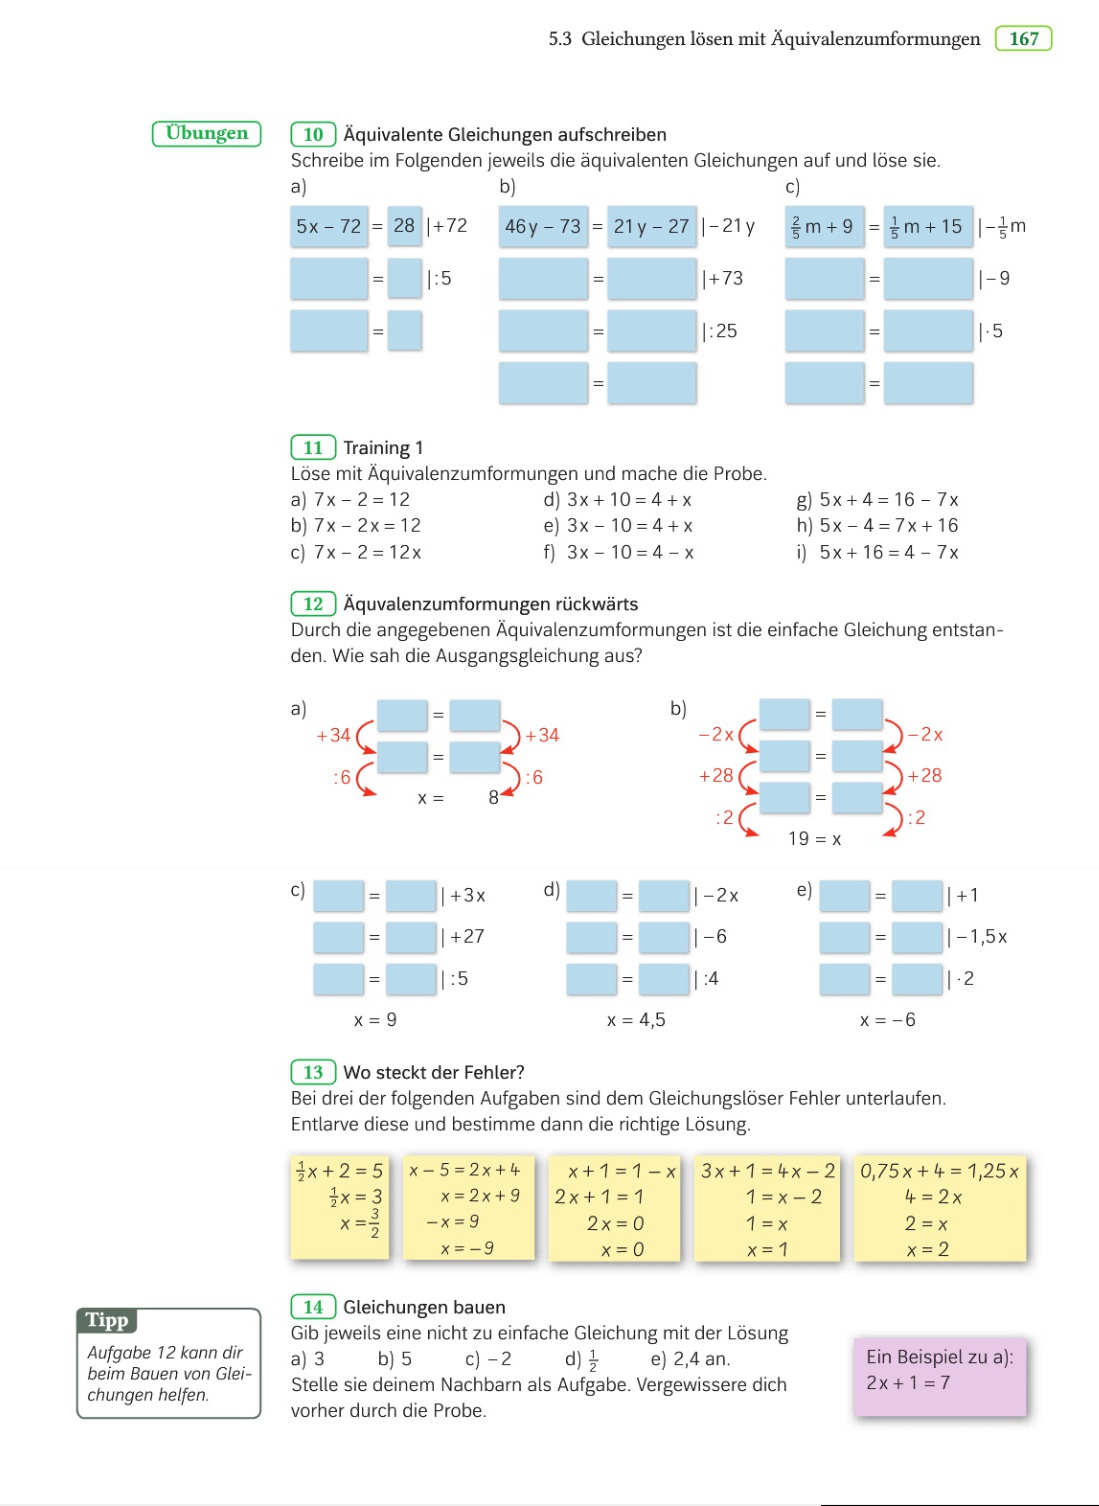 5.3 Gleichungen lösen mit Äquivalenzumformungen 167
Übungen
10 Äquivalente Gleichungen aufschreiben
Schreibe im Folgenden jeweils die äquivalenten Gleichungen auf und löse sie.
a) b) c)
5x – 72 = 28 |+72 46y – 73 = 21y – 27 |–21y 2/5 m + 9 = 1/5 m + 15 |–1/5 m
= |:5 = |+73 = |–9
= = |:25 = |·5
= =
11 Training 1
Löse mit Äquivalenzumformungen und mache die Probe.
a) 7x – 2 = 12 d) 3x + 10 = 4 + x g) 5x + 4 = 16 – 7x
b) 7x – 2x = 12 e) 3x – 10 = 4 + x h) 5x – 4 = 7x + 16
c) 7x – 2 = 12x f) 3x – 10 = 4 – x i) 5x + 16 = 4 – 7x
12 Äquvalenzumformungen rückwärts
Durch die angegebenen Äquivalenzumformungen ist die einfache Gleichung entstan-
den. Wie sah die Ausgangsgleichung aus?
a) = b) =
+34 +34 –2x –2x
= =
:6 :6 +28 +28
x = 8 =
:2 :2
19 = x
c) = | +3x d) = | –2x e) = | +1
= | +27 = | –6 = | –1,5x
= | :5 = | :4 = | ·2
x = 9 x = 4,5 x = –6
13 Wo steckt der Fehler?
Bei drei der folgenden Aufgaben sind dem Gleichungslöser Fehler unterlaufen.
Entlarve diese und bestimme dann die richtige Lösung.
1/2 x + 2 = 5 x – 5 = 2x + 4 x + 1 = 1 – x 3x + 1 = 4x – 2 0,75x + 4 = 1,25x
1/2 x = 3 x = 2x + 9 2x + 1 = 1 1 = x – 2 4 = 2x
x = 3/2 –x = 9 2x = 0 1 = x 2 = x
x = –9 x = 0 x = 1 x = 2
14 Gleichungen bauen
Gib jeweils eine nicht zu einfache Gleichung mit der Lösung
a) 3 b) 5 c) –2 d) 1/2 e) 2,4 an.
Stelle sie deinem Nachbarn als Aufgabe. Vergewissere dich
vorher durch die Probe.
Tipp
Aufgabe 12 kann dir
beim Bauen von Glei-
chungen helfen.
Ein Beispiel zu a):
2x + 1 = 7